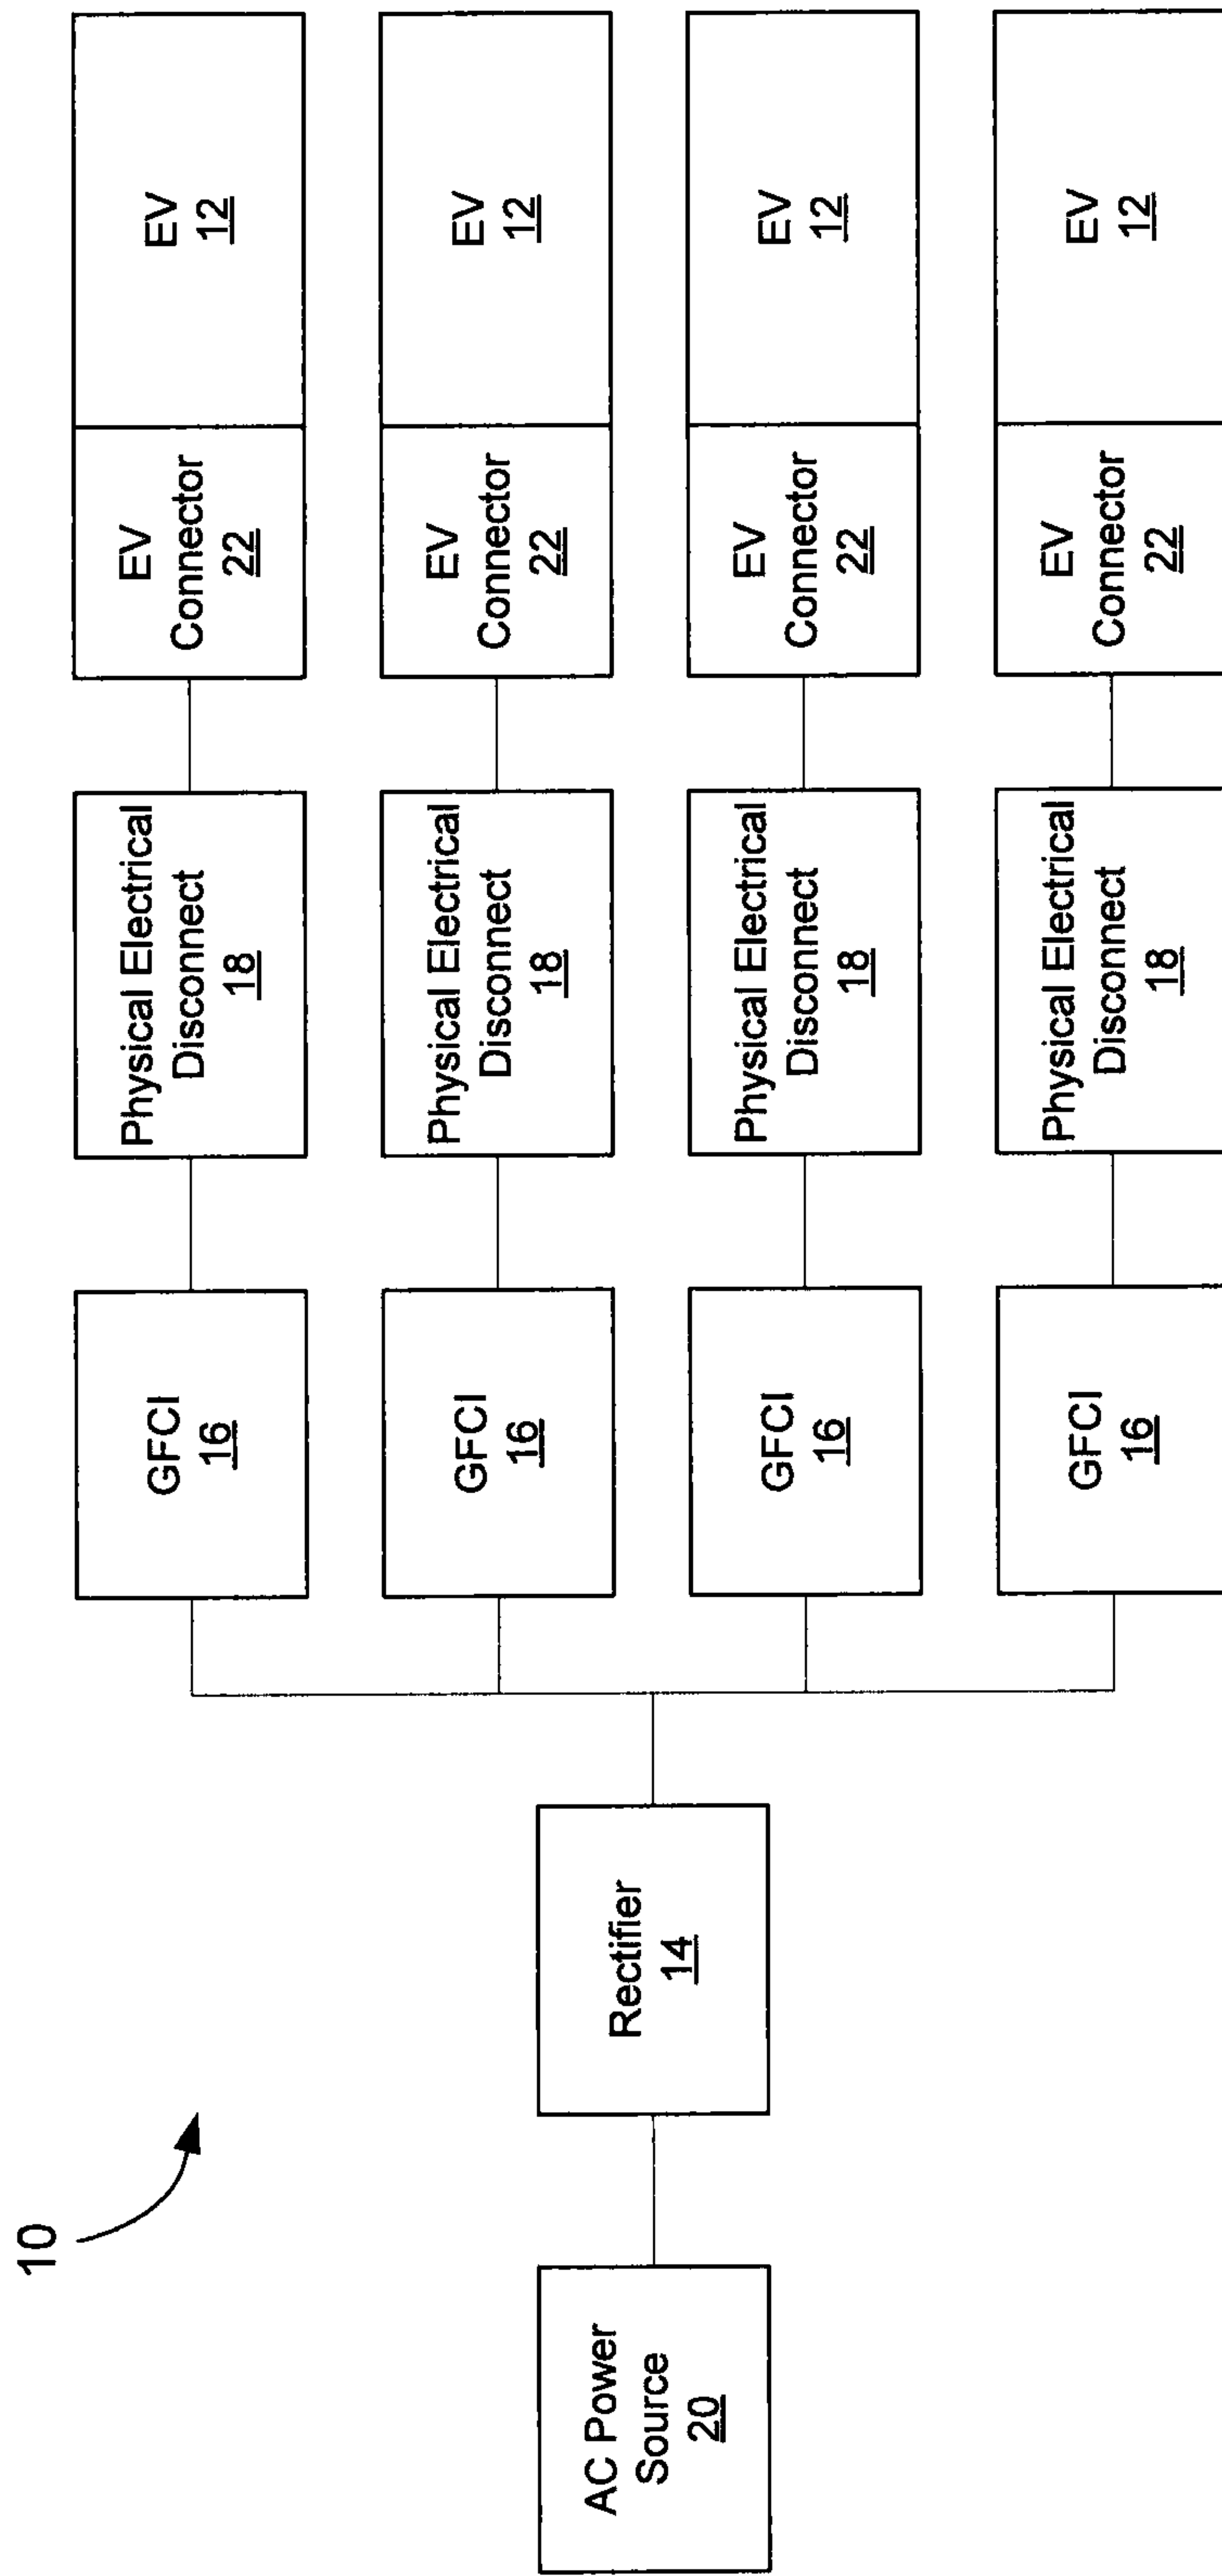 10
AC Power
Source
20
Rectifier
14
GFCI
16
Physical Electrical
Disconnect
18
EV
Connector
22
EV
12
GFCI
16
Physical Electrical
Disconnect
18
EV
Connector
22
EV
12
GFCI
16
Physical Electrical
Disconnect
18
EV
Connector
22
EV
12
GFCI
16
Physical Electrical
Disconnect
18
EV
Connector
22
EV
12